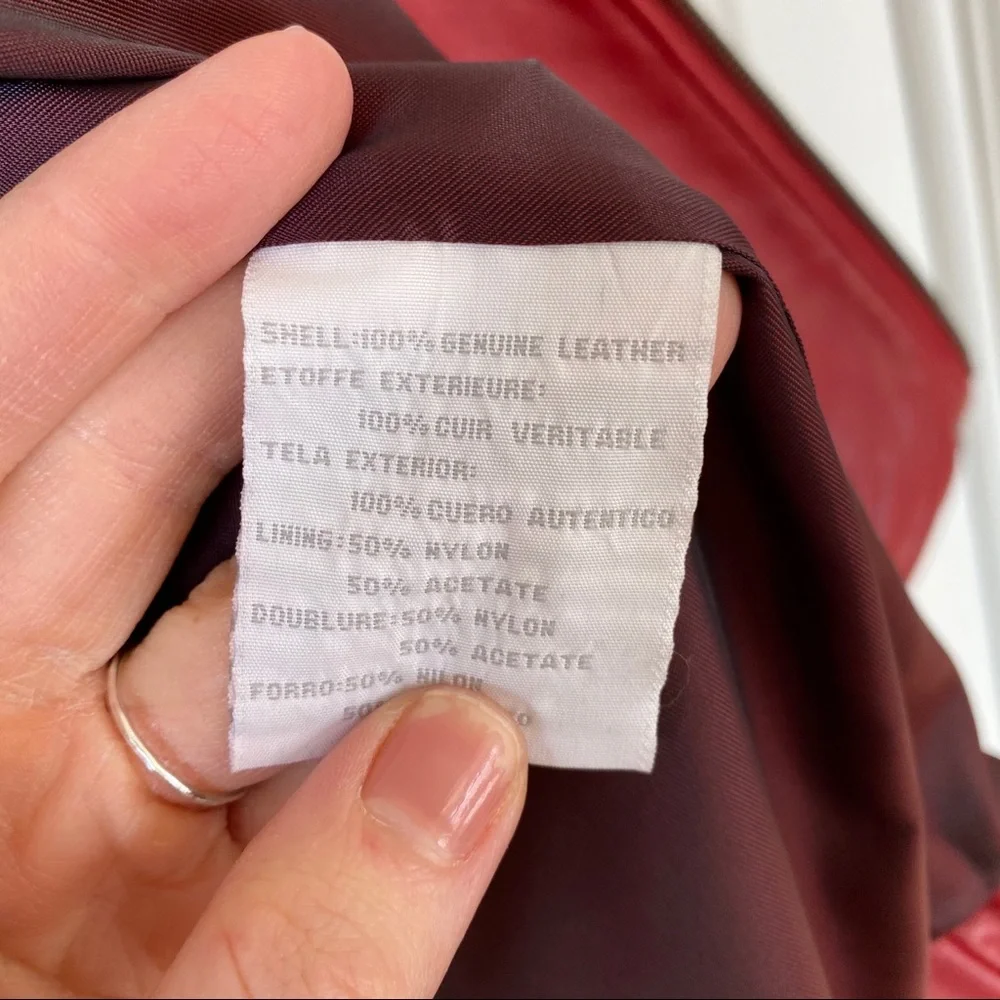 SHELL:100% GENUINE LEATHER
ETOFFE EXTERIEURE:
100% CUIR VERITABLE
TELA EXTERIOR:
100% CUERO AUTENTICO
LINING:50% NYLON
50% ACETATE
DOUBLURE:50% NYLON
50% ACETATE
FORRO:50% NILON